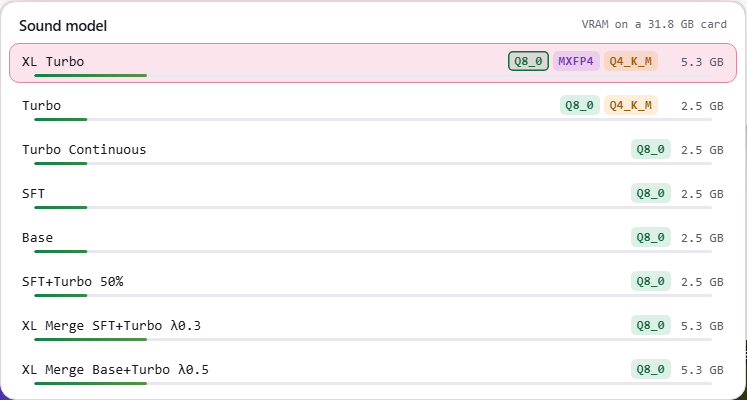 Sound model VRAM on a 31.8 GB card
XL Turbo Q8_0 MXFP4 Q4_K_M 5.3 GB
Turbo Q8_0 Q4_K_M 2.5 GB
Turbo Continuous Q8_0 2.5 GB
SFT Q8_0 2.5 GB
Base Q8_0 2.5 GB
SFT+Turbo 50% Q8_0 2.5 GB
XL Merge SFT+Turbo λ0.3 Q8_0 5.3 GB
XL Merge Base+Turbo λ0.5 Q8_0 5.3 GB